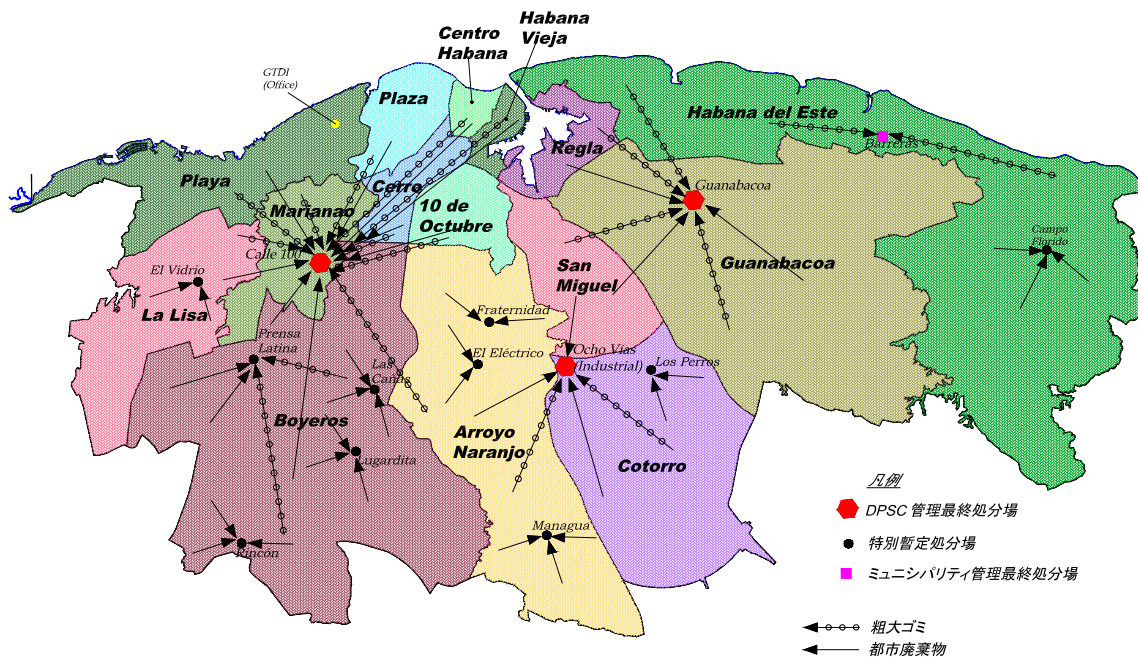 Habana
Vieja
Centro
Habana
GTDI
(Office)
Plaza
Habana del Este
Barreras
Regla
Playa
Cerro
Guanabacoa
Marianao
10 de
Octubre
Calle 100
Campo
Florido
El Vidrio
San
Miguel
Guanabacoa
La Lisa
Fraternidad
Prensa
Latina
El Eléctrico
Ocho Vías
(Industrial)
Los Perros
Las
Cañas
Boyeros
Arroyo
Naranjo
Lugardita
Cotorro
Managua
Rincón
凡例
DPSC 管理最終処分場
特別暫定処分場
ミュニシパリティ管理最終処分場
粗大ゴミ
都市廃棄物